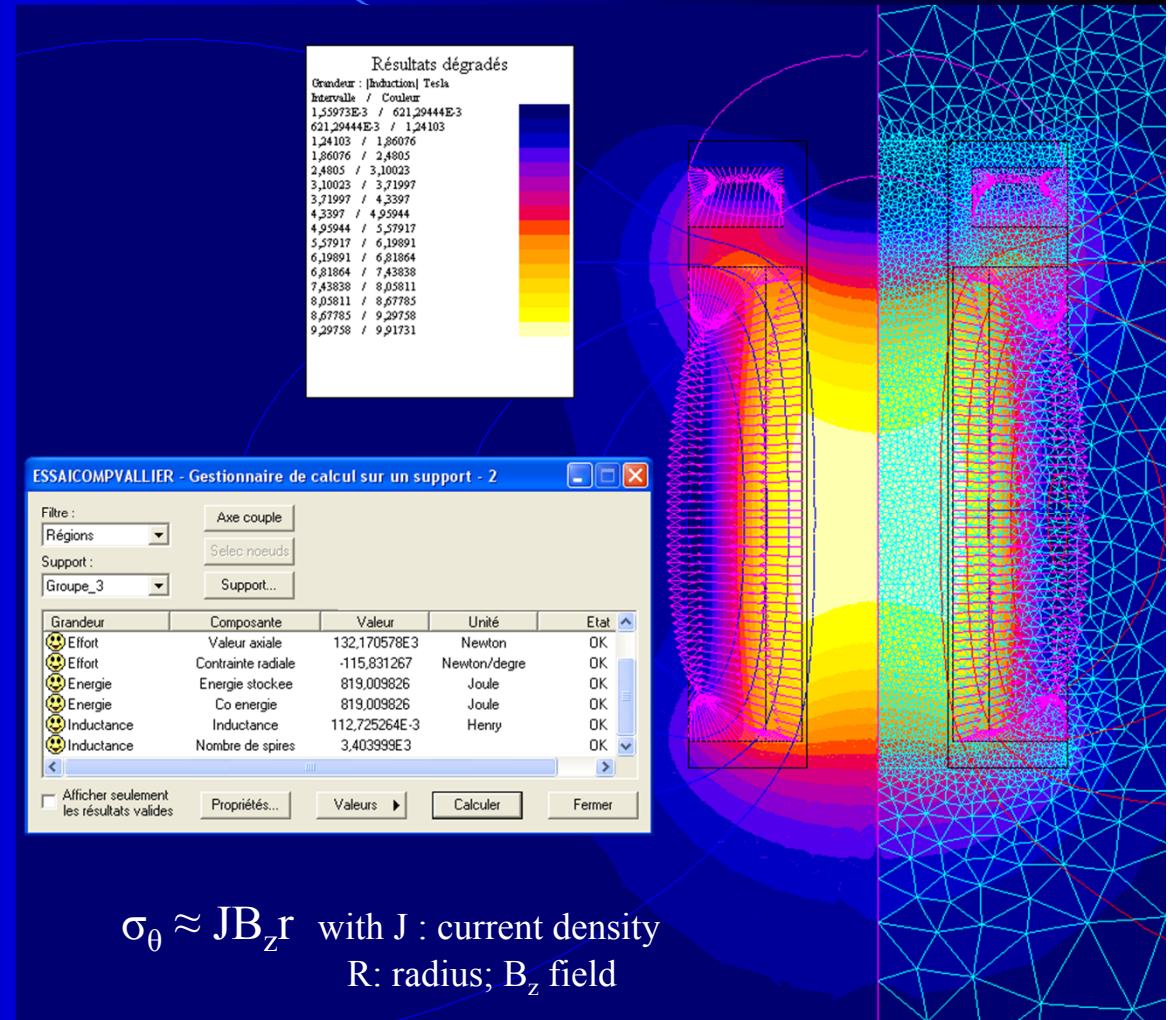 Résultats dégradés
Grandeur : |Induction| Tesla
Intervalle / Couleur
1,55973E-3 / 621,29444E-3
621,29444E-3 / 1,24103
1,24103 / 1,86076
1,86076 / 2,4805
2,4805 / 3,10023
3,10023 / 3,71997
3,71997 / 4,3397
4,3397 / 4,95944
4,95944 / 5,57917
5,57917 / 6,19891
6,19891 / 6,81864
6,81864 / 7,43838
7,43838 / 8,05811
8,05811 / 8,67785
8,67785 / 9,29758
9,29758 / 9,91731
ESSAICOMPVALLIER - Gestionnaire de calcul sur un support - 2
Filtre :
Régions
Axe couple
Selec noeuds
Support :
Groupe_3
Support...
Grandeur Composante Valeur Unité Etat
Effort Valeur axiale 132,170578E3 Newton OK
Effort Contrainte radiale -115,831267 Newton/degre OK
Energie Energie stockee 819,009826 Joule OK
Energie Co energie 819,009826 Joule OK
Inductance Inductance 112,725264E-3 Henry OK
Inductance Nombre de spires 3,403999E3 OK
Afficher seulement
les résultats valides
Propriétés... Valeurs Calculer Fermer
σθ ≈ JBzr with J : current density
R: radius; Bz field